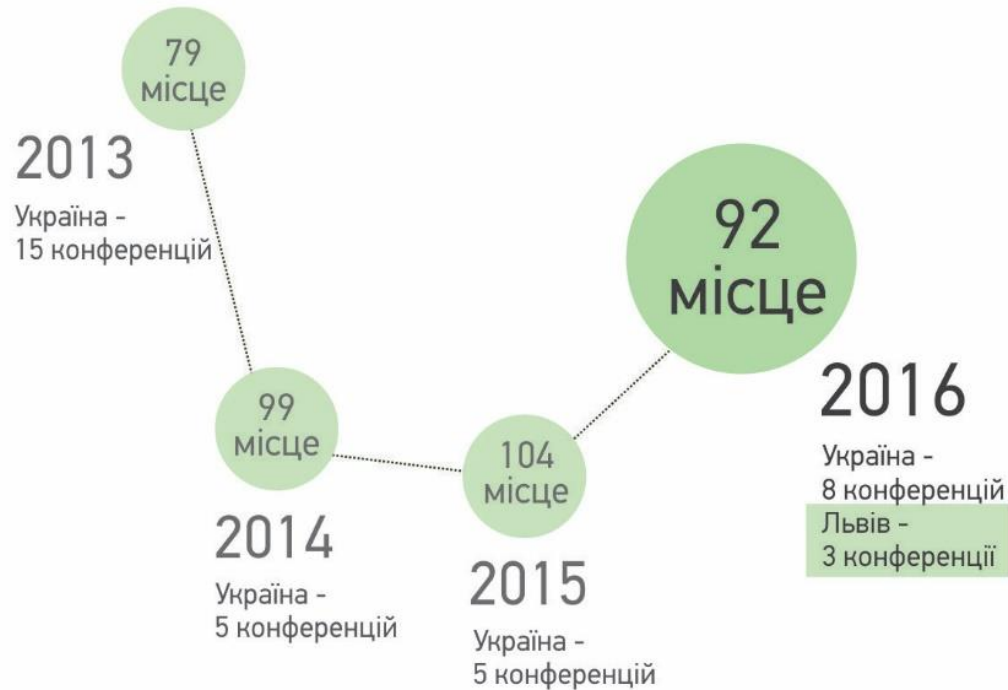 79
місце
2013
Україна -
15 конференцій
99
місце
2014
Україна -
5 конференцій
104
місце
2015
Україна -
5 конференцій
92
місце
2016
Україна -
8 конференцій
Львів -
3 конференції